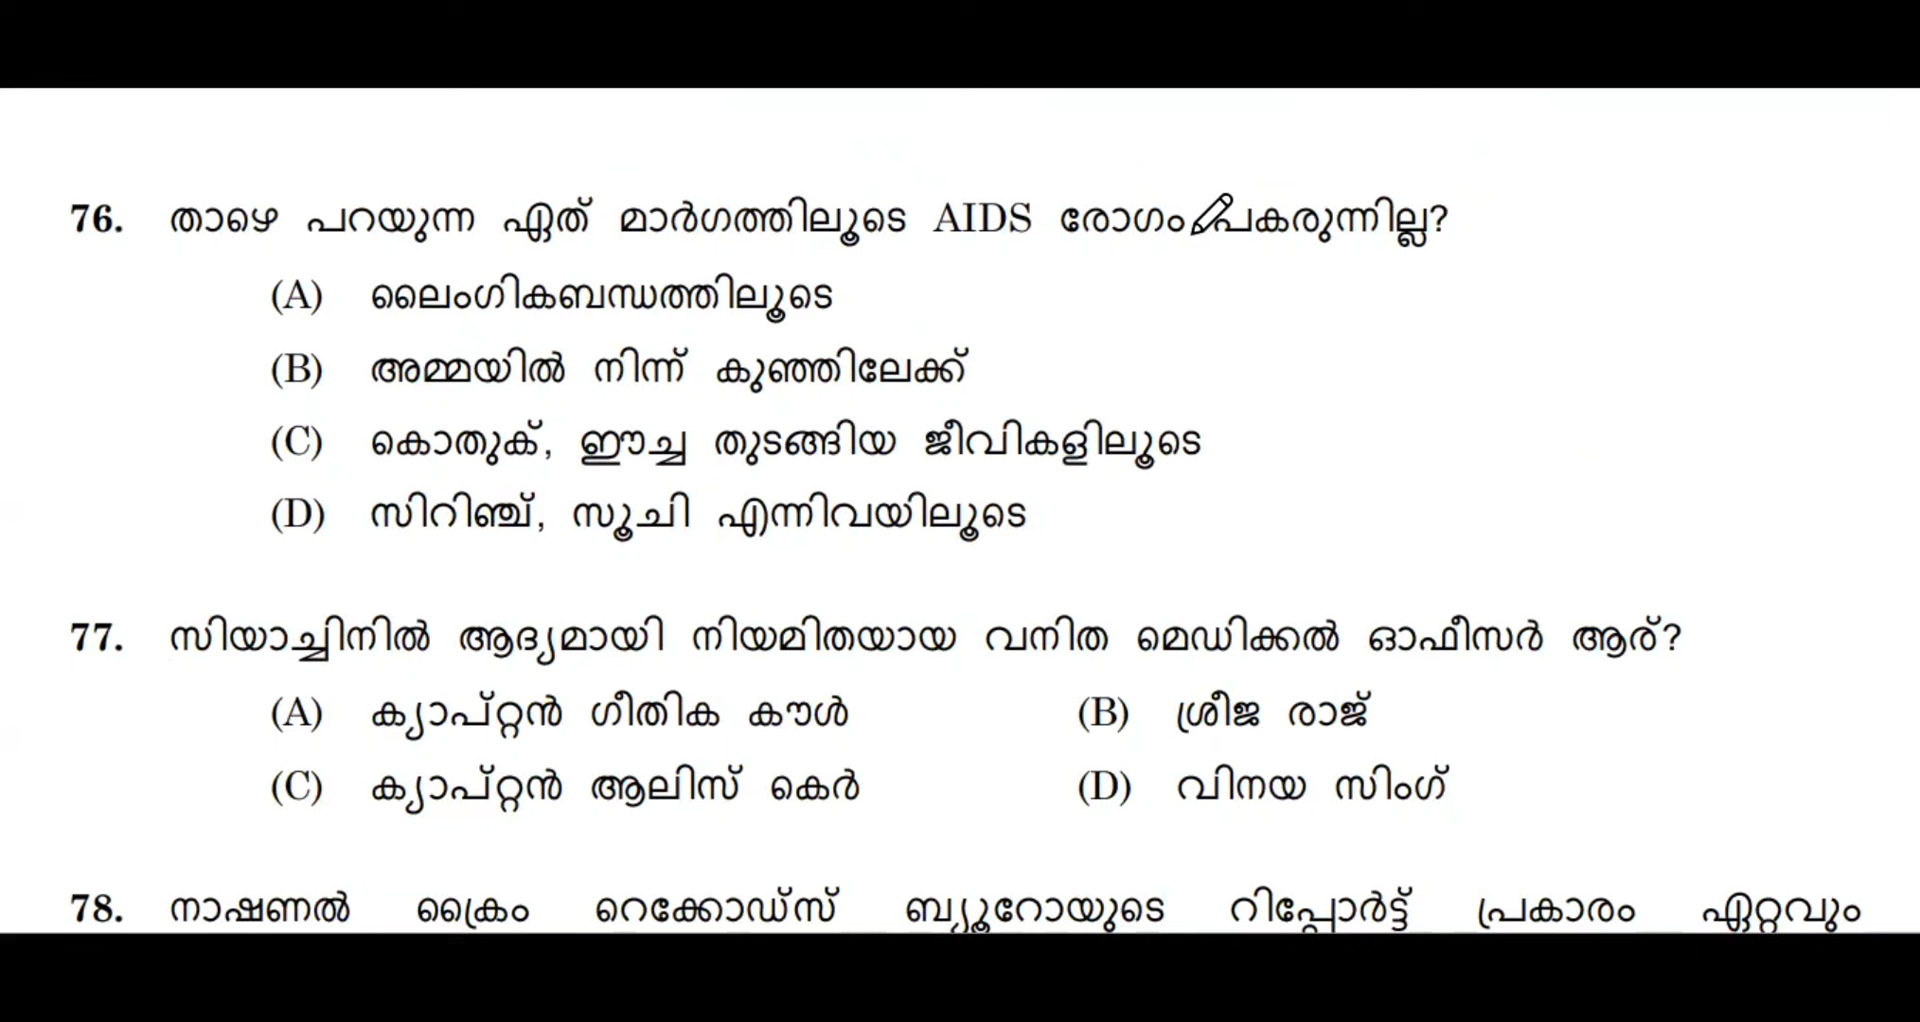 76. താഴെ പറയുന്ന ഏത് മാർഗത്തിലൂടെ AIDS രോഗം പകരുന്നില്ല?
(A) ലൈംഗികബന്ധത്തിലൂടെ
(B) അമ്മയിൽ നിന്ന് കുഞ്ഞിലേക്ക്
(C) കൊതുക്, ഈച്ച തുടങ്ങിയ ജീവികളിലൂടെ
(D) സിറിഞ്ച്, സൂചി എന്നിവയിലൂടെ
77. സിയാച്ചിനിൽ ആദ്യമായി നിയമിതയായ വനിത മെഡിക്കൽ ഓഫീസർ ആര്?
(A) ക്യാപ്റ്റൻ ഗീതിക കൗൾ (B) ശ്രീജ രാജ്
(C) ക്യാപ്റ്റൻ ആലിസ് കെർ (D) വിനയ സിംഗ്
78. നാഷണൽ ക്രൈം റെക്കോഡ്സ് ബ്യൂറോയുടെ റിപ്പോർട്ട് പ്രകാരം ഏറ്റവും